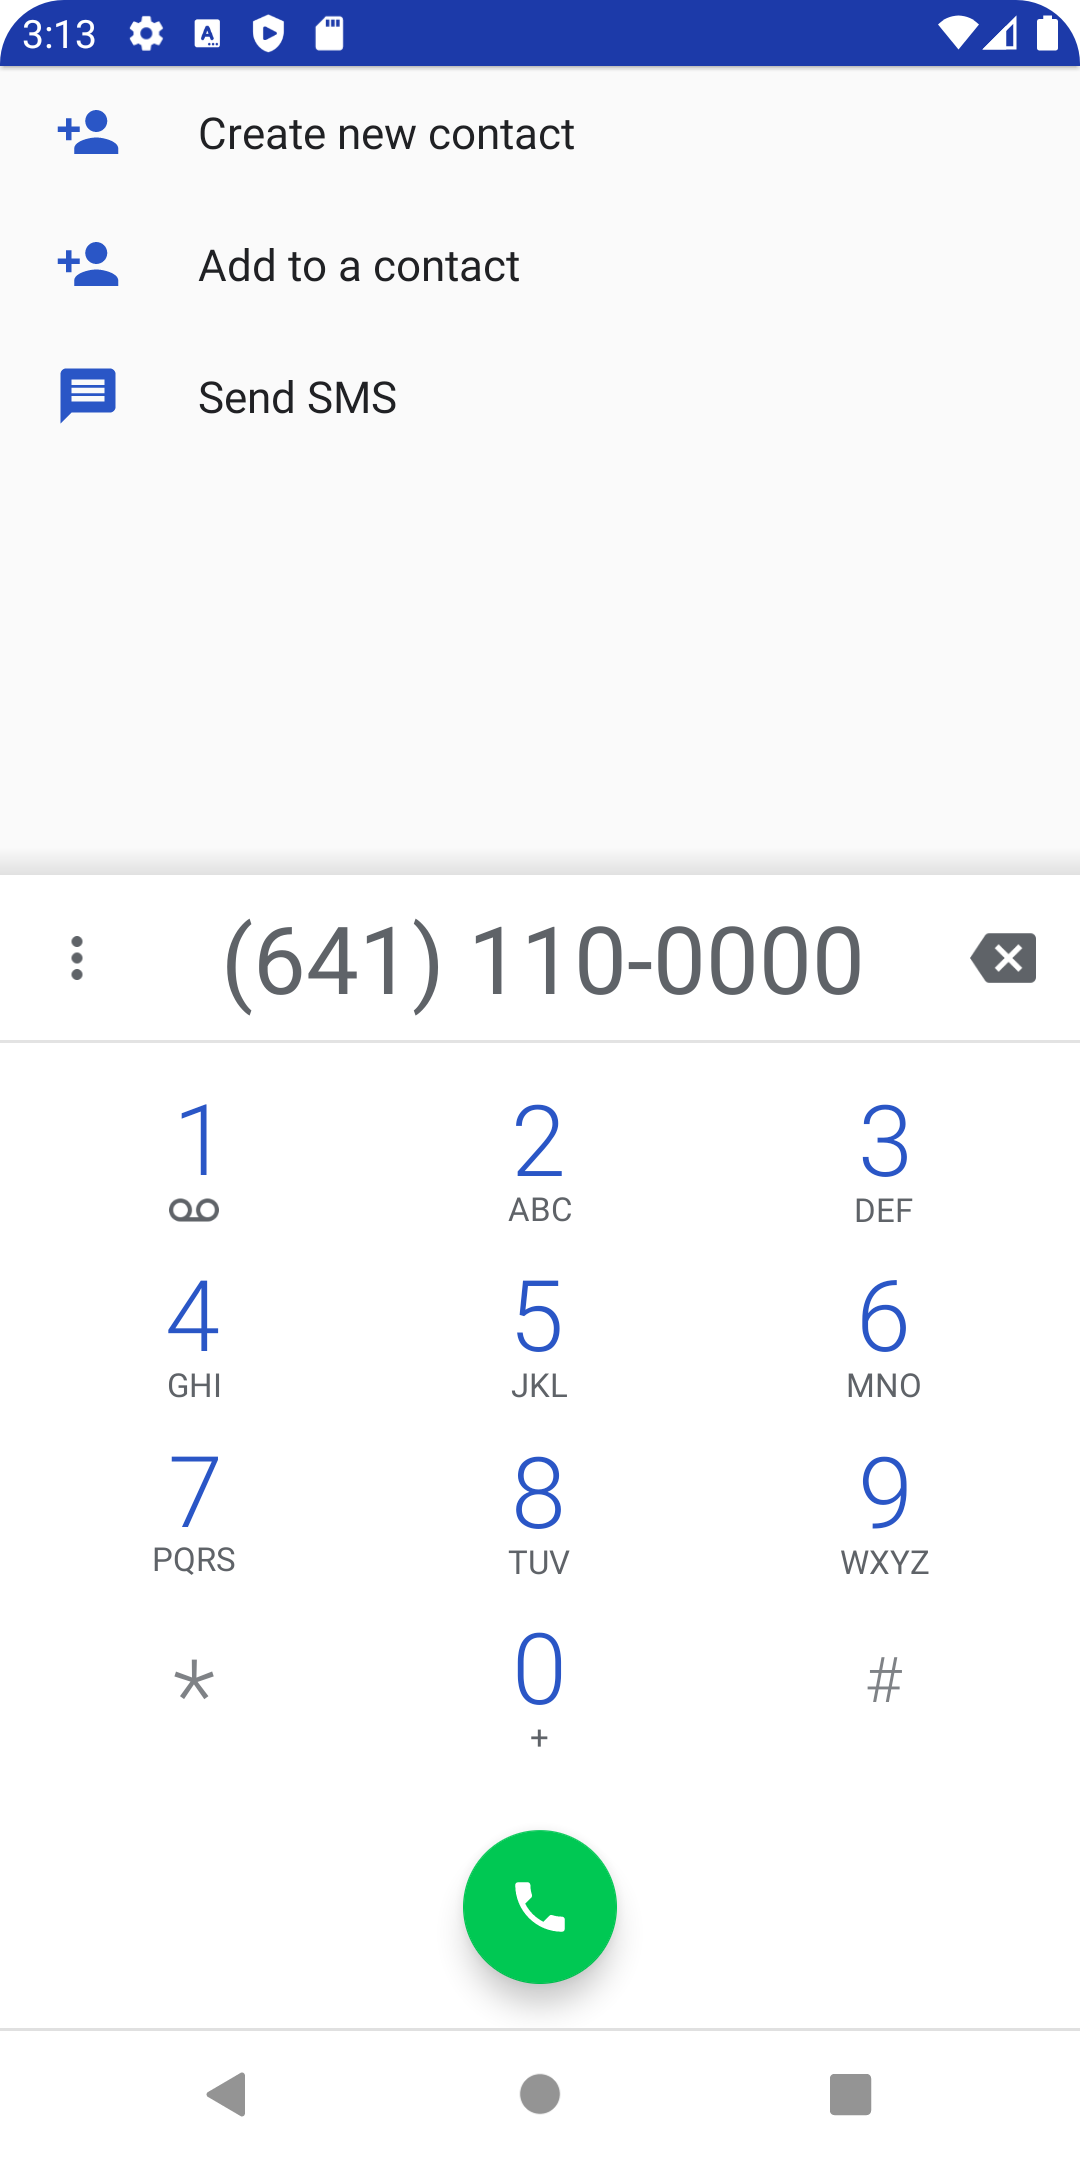 3:13
Create new contact
Add to a contact
Send SMS
(641) 110-0000
1 2 3
ABC DEF
4 5 6
GHI JKL MNO
7 8 9
PQRS TUV WXYZ
* 0 #
+